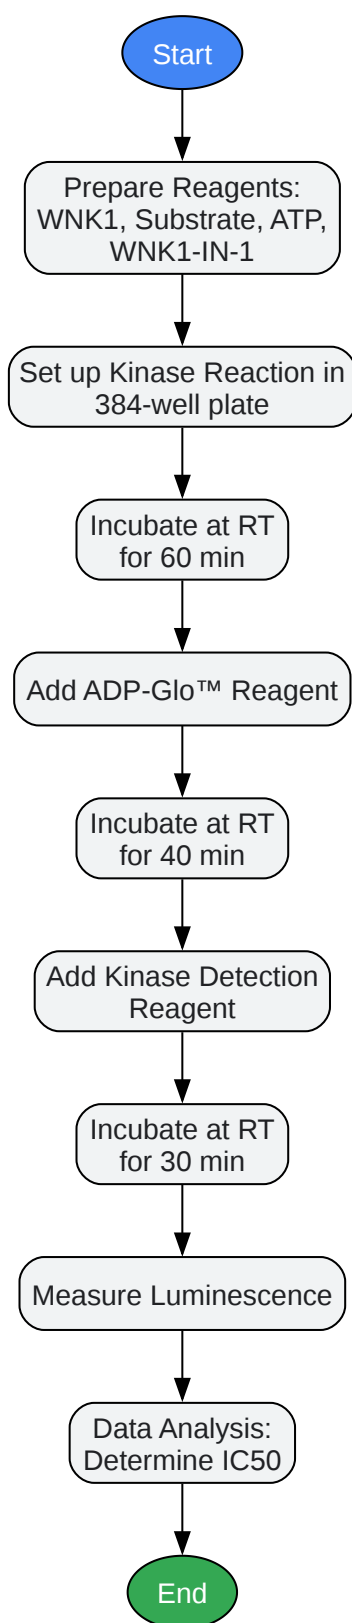 Start
Prepare Reagents:
WNK1, Substrate, ATP,
WNK1-IN-1
Set up Kinase Reaction in
384-well plate
Incubate at RT
for 60 min
Add ADP-Glo™ Reagent
Incubate at RT
for 40 min
Add Kinase Detection
Reagent
Incubate at RT
for 30 min
Measure Luminescence
Data Analysis:
Determine IC50
End